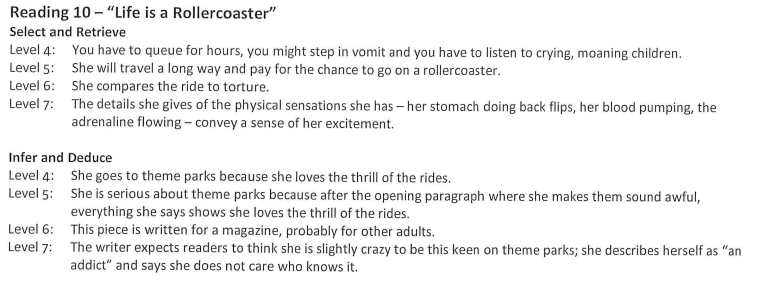 Reading 10 – “Life is a Rollercoaster”
Select and Retrieve
Level 4: You have to queue for hours, you might step in vomit and you have to listen to crying, moaning children.
Level 5: She will travel a long way and pay for the chance to go on a rollercoaster.
Level 6: She compares the ride to torture.
Level 7: The details she gives of the physical sensations she has – her stomach doing back flips, her blood pumping, the
adrenaline flowing – convey a sense of her excitement.
Infer and Deduce
Level 4: She goes to theme parks because she loves the thrill of the rides.
Level 5: She is serious about theme parks because after the opening paragraph where she makes them sound awful,
everything she says shows she loves the thrill of the rides.
Level 6: This piece is written for a magazine, probably for other adults.
Level 7: The writer expects readers to think she is slightly crazy to be this keen on theme parks; she describes herself as “an
addict” and says she does not care who knows it.